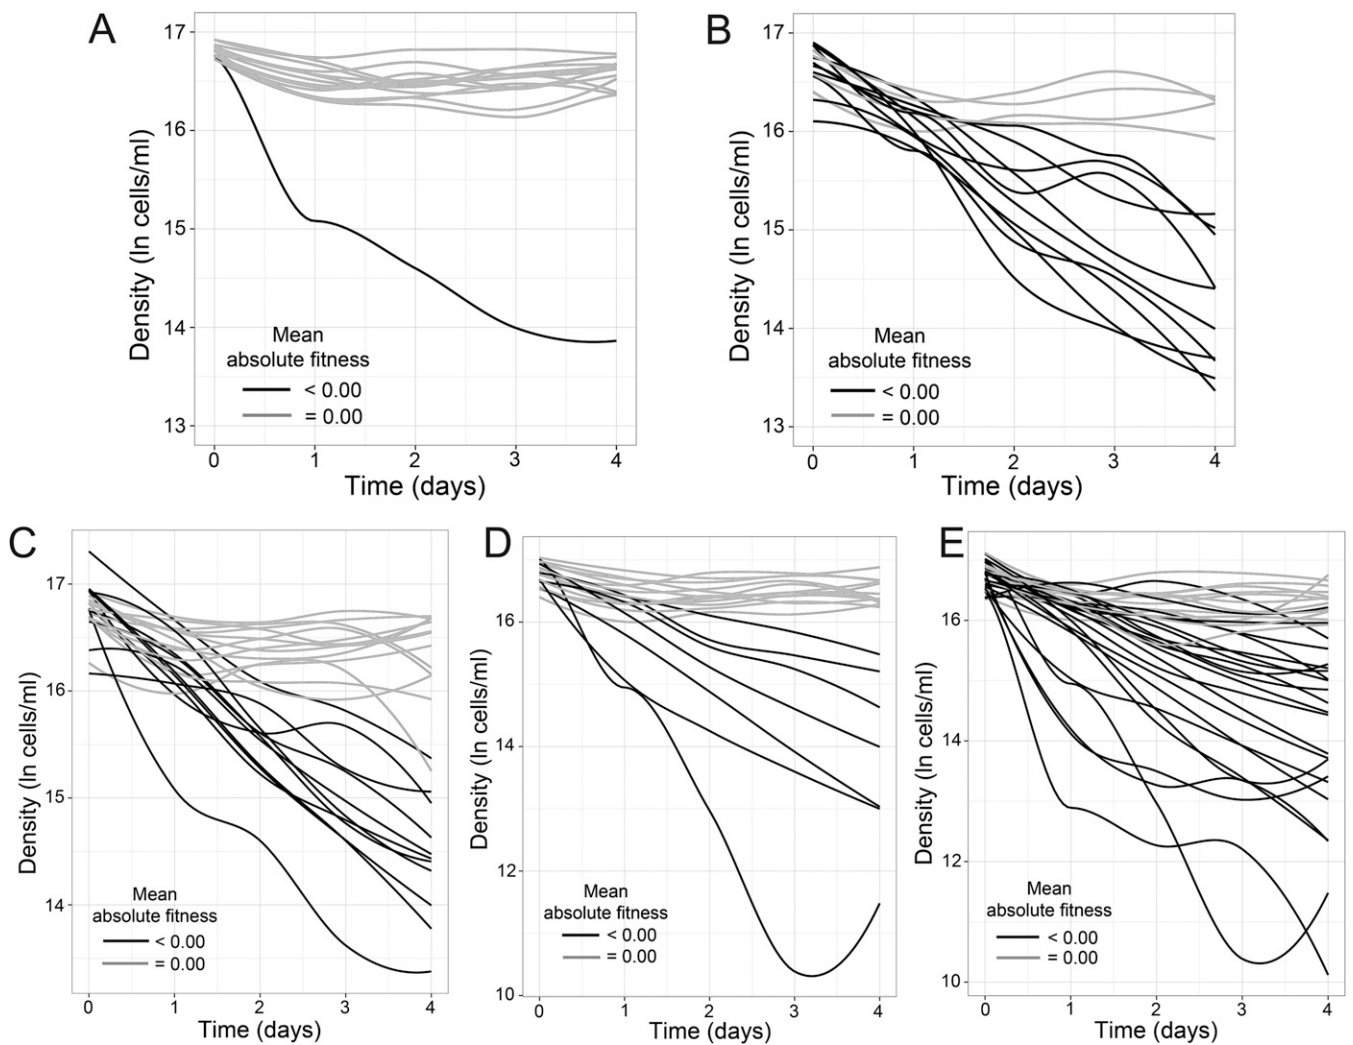 A
17
16
15
14
13
Density (ln cells/ml)
Mean
absolute fitness
< 0.00
= 0.00
0 1 2 3 4
Time (days)
B
17
16
15
14
13
Density (ln cells/ml)
Mean
absolute fitness
< 0.00
= 0.00
0 1 2 3 4
Time (days)
C
17
16
15
14
Density (ln cells/ml)
Mean
absolute fitness
< 0.00
= 0.00
0 1 2 3 4
Time (days)
D
16
14
12
10
Density (ln cells/ml)
Mean
absolute fitness
< 0.00
= 0.00
0 1 2 3 4
Time (days)
E
16
14
12
10
Density (ln cells/ml)
Mean
absolute fitness
< 0.00
= 0.00
0 1 2 3 4
Time (days)